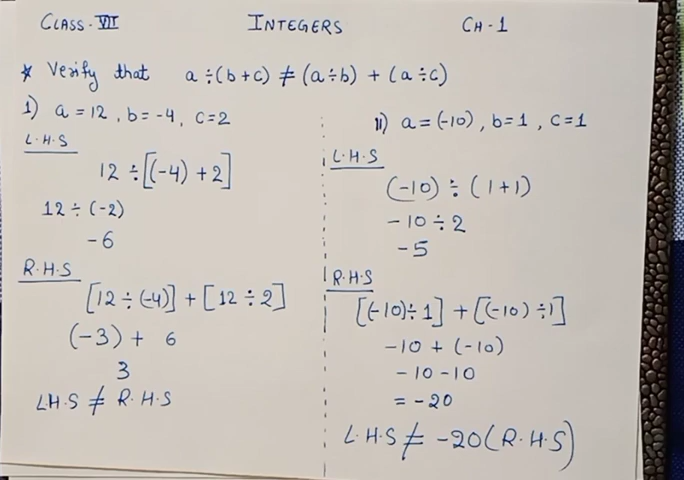 CLASS-VII INTEGERS CH-1
* Verify that a ÷(b+c) ≠ (a÷b) + (a÷c)
1) a = 12 , b = -4 , c=2
L.H.S
12 ÷[(-4) + 2]
12 ÷ (-2)
-6
R.H.S
[12 ÷ (-4)] + [12 ÷ 2]
(-3) + 6
3
L.H.S ≠ R.H.S
11) a = (-10) , b = 1 , c = 1
L.H.S
(-10) ÷ (1+1)
-10 ÷ 2
-5
R.H.S
[(-10)÷ 1] + [(-10) ÷1]
-10 + (-10)
-10 -10
= -20
L.H.S ≠ -20(R.H.S)